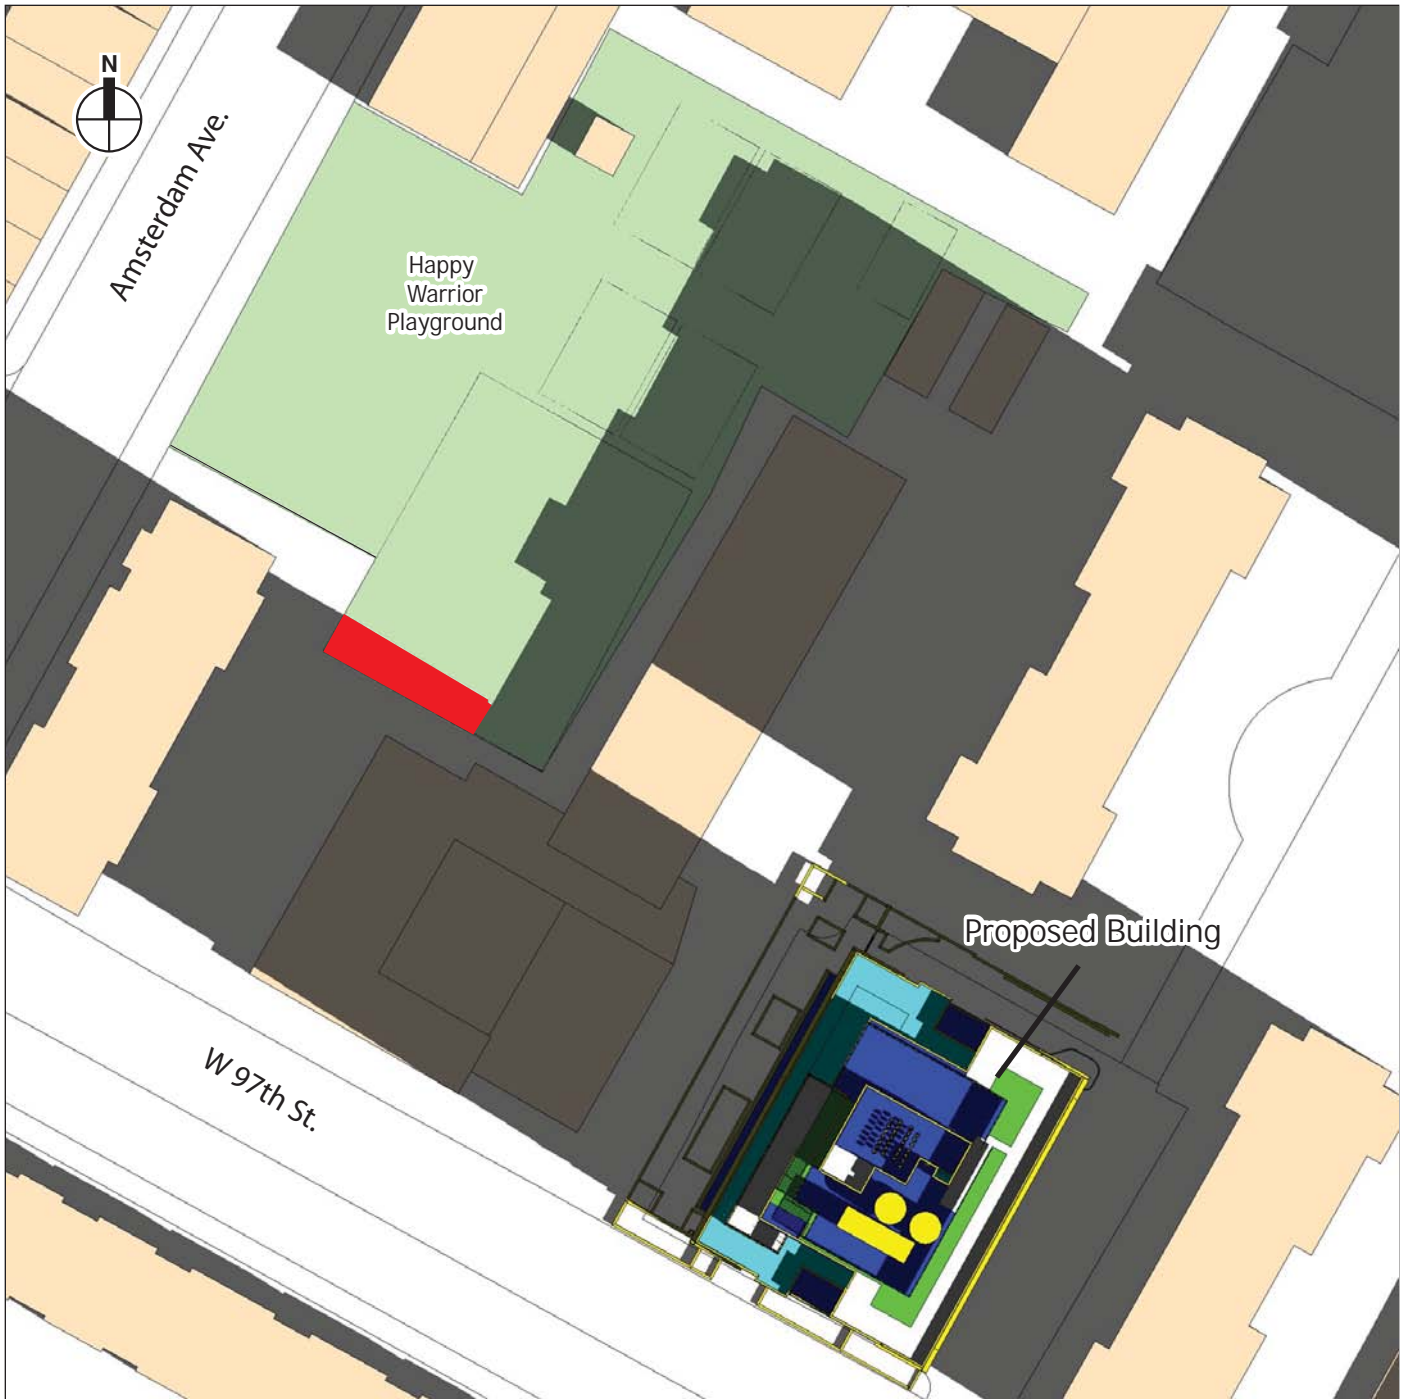 N
Amsterdam Ave.
Happy
Warrior
Playground
Proposed Building
W 97th St.